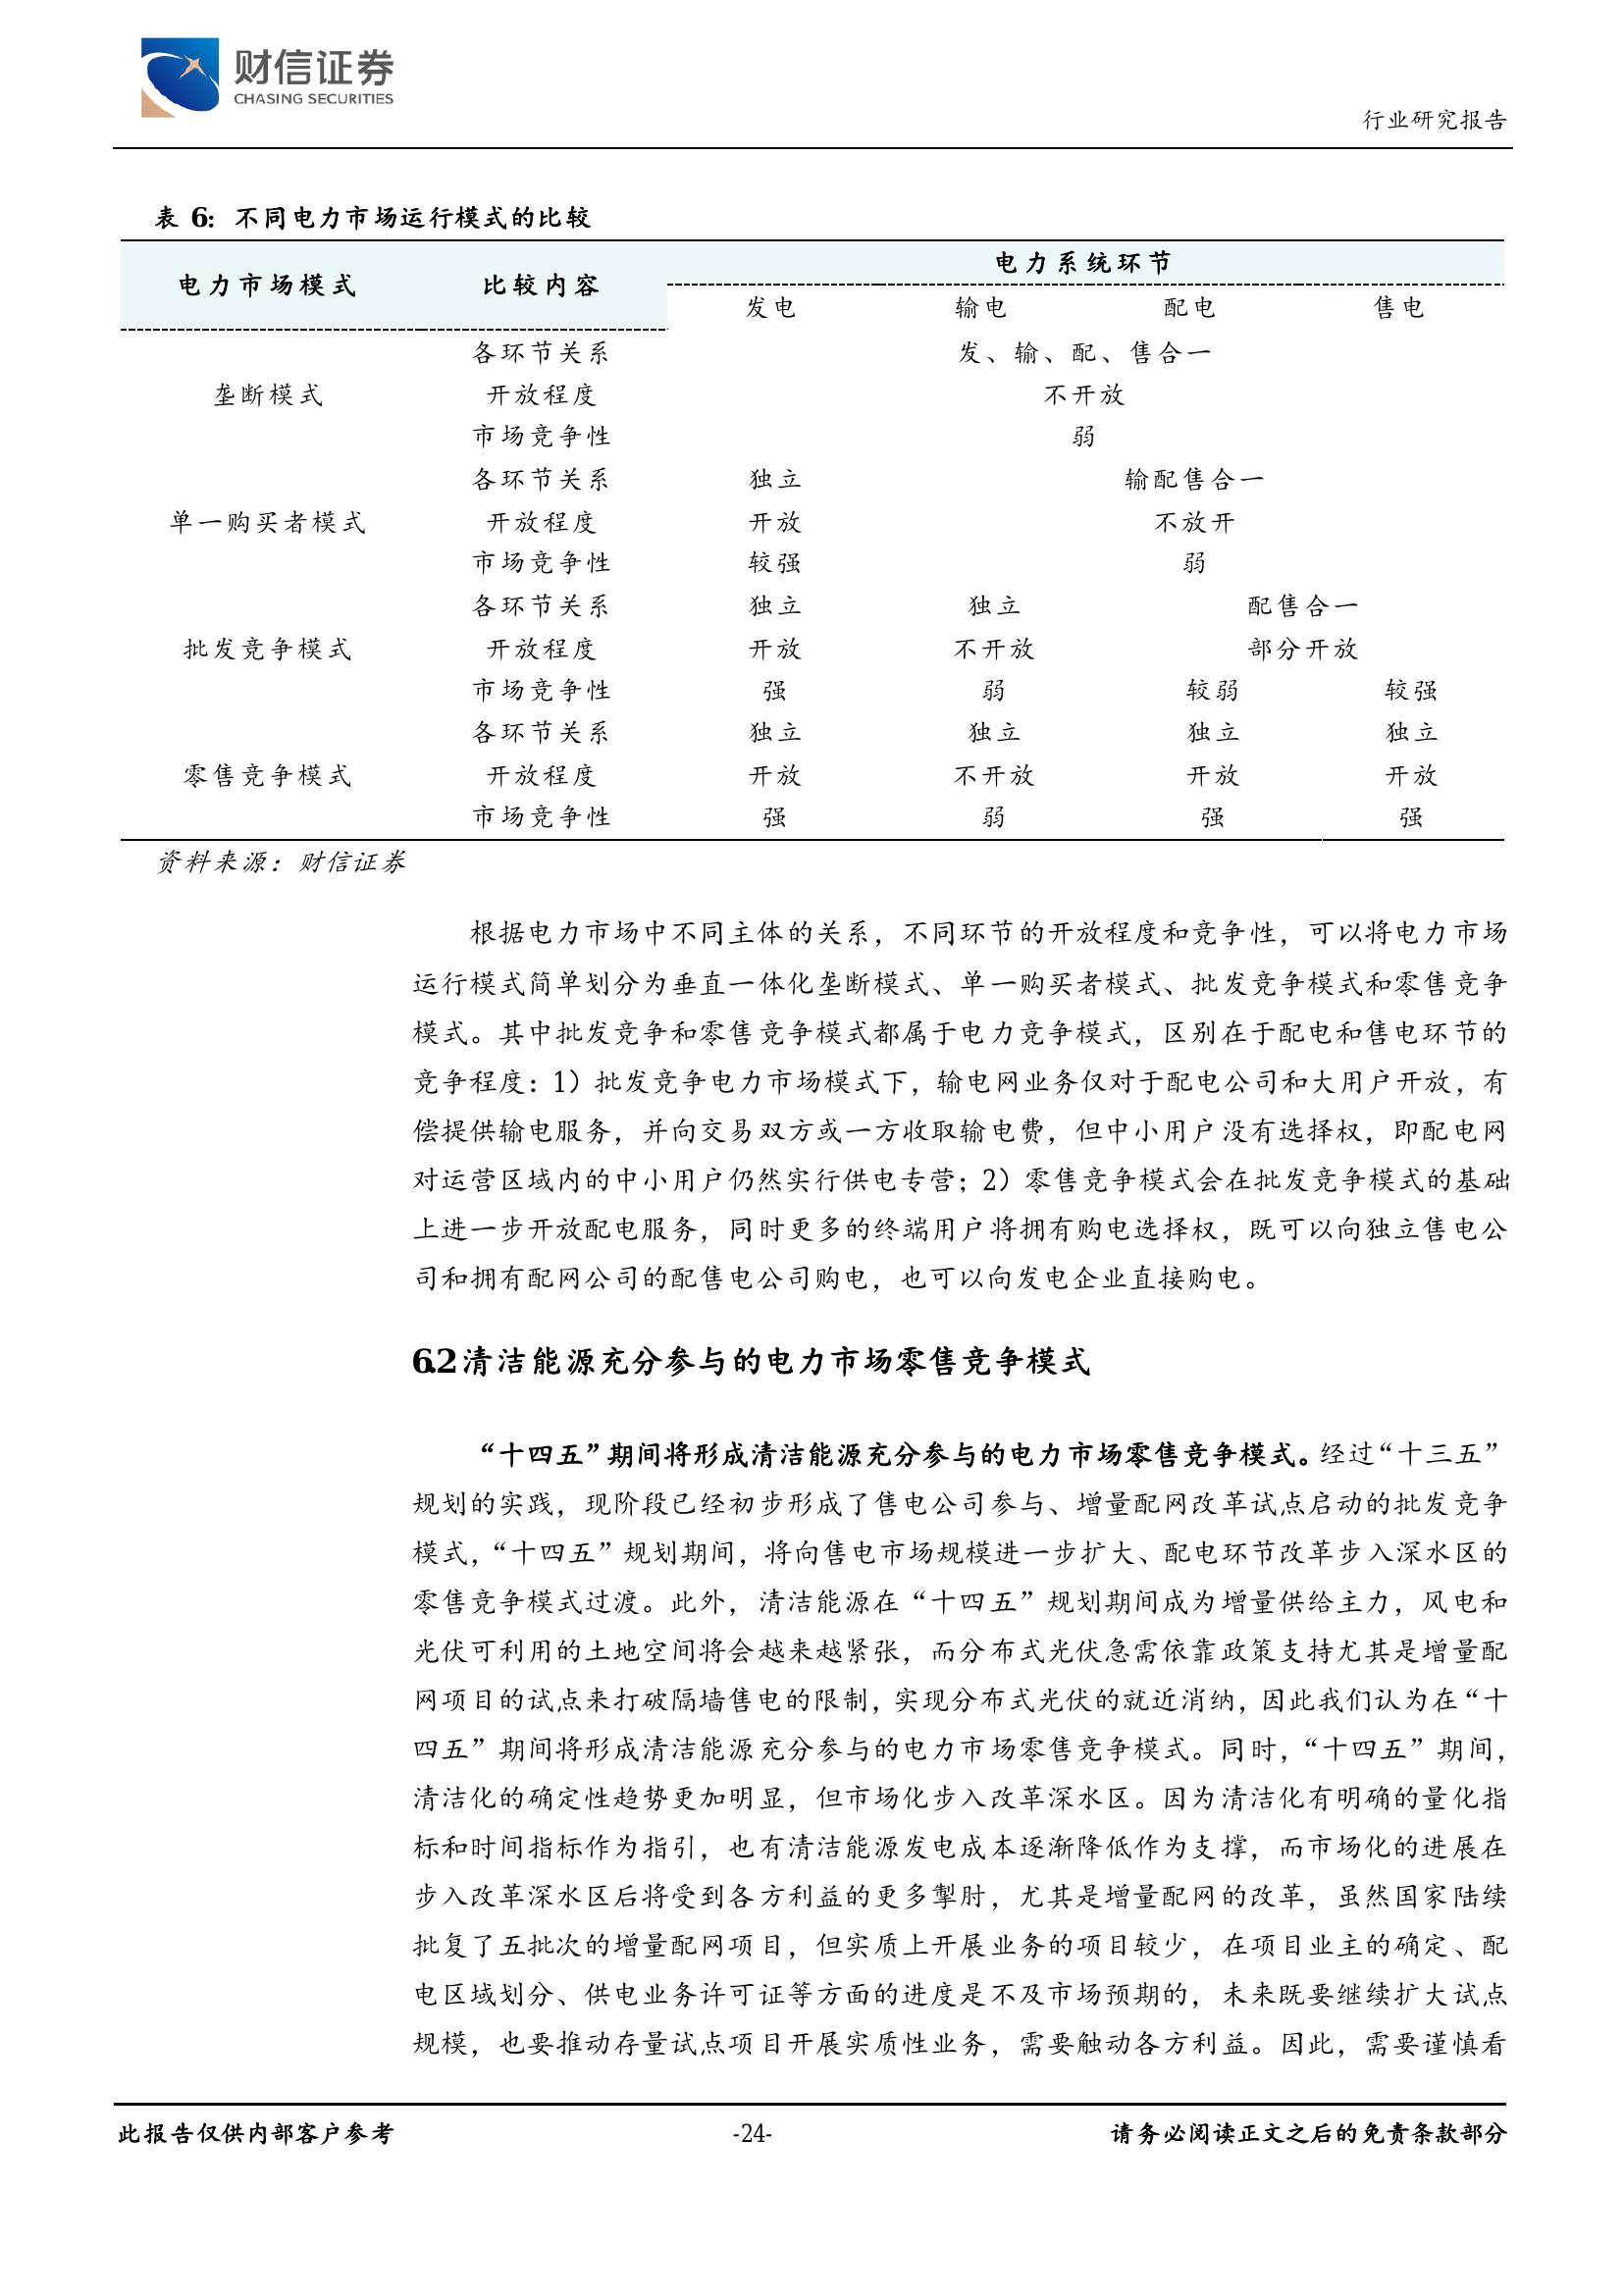 财信证券
CHASING SECURITIES
行业研究报告
表 6：不同电力市场运行模式的比较
电力市场模式 比较内容 电力系统环节
发电 输电 配电 售电
各环节关系 发、输、配、售合一
垄断模式 开放程度 不开放
市场竞争性 弱
各环节关系 独立 输配售合一
单一购买者模式 开放程度 开放 不放开
市场竞争性 较强 弱
各环节关系 独立 独立 配售合一
批发竞争模式 开放程度 开放 不开放 部分开放
市场竞争性 强 弱 较弱 较强
各环节关系 独立 独立 独立 独立
零售竞争模式 开放程度 开放 不开放 开放 开放
市场竞争性 强 弱 强 强
资料来源：财信证券
根据电力市场中不同主体的关系，不同环节的开放程度和竞争性，可以将电力市场
运行模式简单划分为垂直一体化垄断模式、单一购买者模式、批发竞争模式和零售竞争
模式。其中批发竞争和零售竞争模式都属于电力竞争模式，区别在于配电和售电环节的
竞争程度：1）批发竞争电力市场模式下，输电网业务仅对于配电公司和大用户开放，有
偿提供输电服务，并向交易双方或一方收取输电费，但中小用户没有选择权，即配电网
对运营区域内的中小用户仍然实行供电专营；2）零售竞争模式会在批发竞争模式的基础
上进一步开放配电服务，同时更多的终端用户将拥有购电选择权，既可以向独立售电公
司和拥有配网公司的配售电公司购电，也可以向发电企业直接购电。
6.2 清洁能源充分参与的电力市场零售竞争模式
“十四五”期间将形成清洁能源充分参与的电力市场零售竞争模式。经过“十三五”
规划的实践，现阶段已经初步形成了售电公司参与、增量配网改革试点启动的批发竞争
模式，“十四五”规划期间，将向售电市场规模进一步扩大、配电环节改革步入深水区的
零售竞争模式过渡。此外，清洁能源在“十四五”规划期间成为增量供给主力，风电和
光伏可利用的土地空间将会越来越紧张，而分布式光伏急需依靠政策支持尤其是增量配
网项目的试点来打破隔墙售电的限制，实现分布式光伏的就近消纳，因此我们认为在“十
四五”期间将形成清洁能源充分参与的电力市场零售竞争模式。同时，“十四五”期间，
清洁化的确定性趋势更加明显，但市场化步入改革深水区。因为清洁化有明确的量化指
标和时间指标作为指引，也有清洁能源发电成本逐渐降低作为支撑，而市场化的进展在
步入改革深水区后将受到各方利益的更多掣肘，尤其是增量配网的改革，虽然国家陆续
批复了五批次的增量配网项目，但实质上开展业务的项目较少，在项目业主的确定、配
电区域划分、供电业务许可证等方面的进度是不及市场预期的，未来既要继续扩大试点
规模，也要推动存量试点项目开展实质性业务，需要触动各方利益。因此，需要谨慎看
此报告仅供内部客户参考 -24- 请务必阅读正文之后的免责条款部分